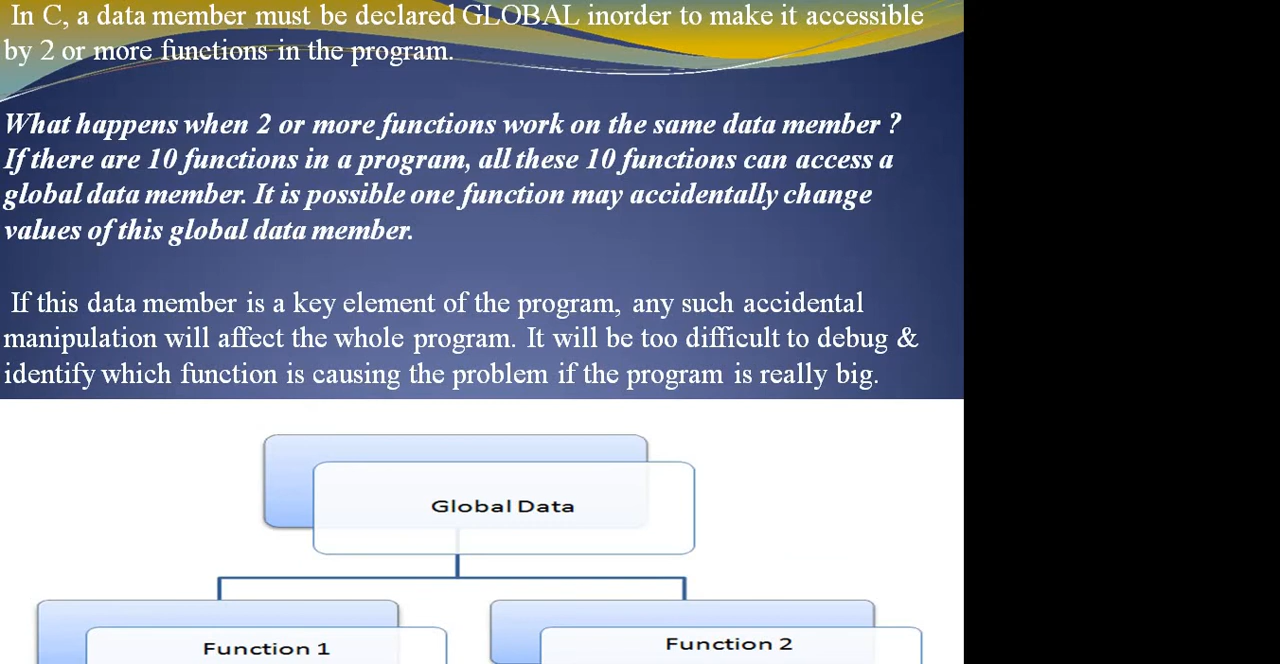 In C, a data member must be declared GLOBAL inorder to make it accessible
by 2 or more functions in the program.
What happens when 2 or more functions work on the same data member ?
If there are 10 functions in a program, all these 10 functions can access a
global data member. It is possible one function may accidentally change
values of this global data member.
If this data member is a key element of the program, any such accidental
manipulation will affect the whole program. It will be too difficult to debug &
identify which function is causing the problem if the program is really big.
Global Data
Function 1
Function 2